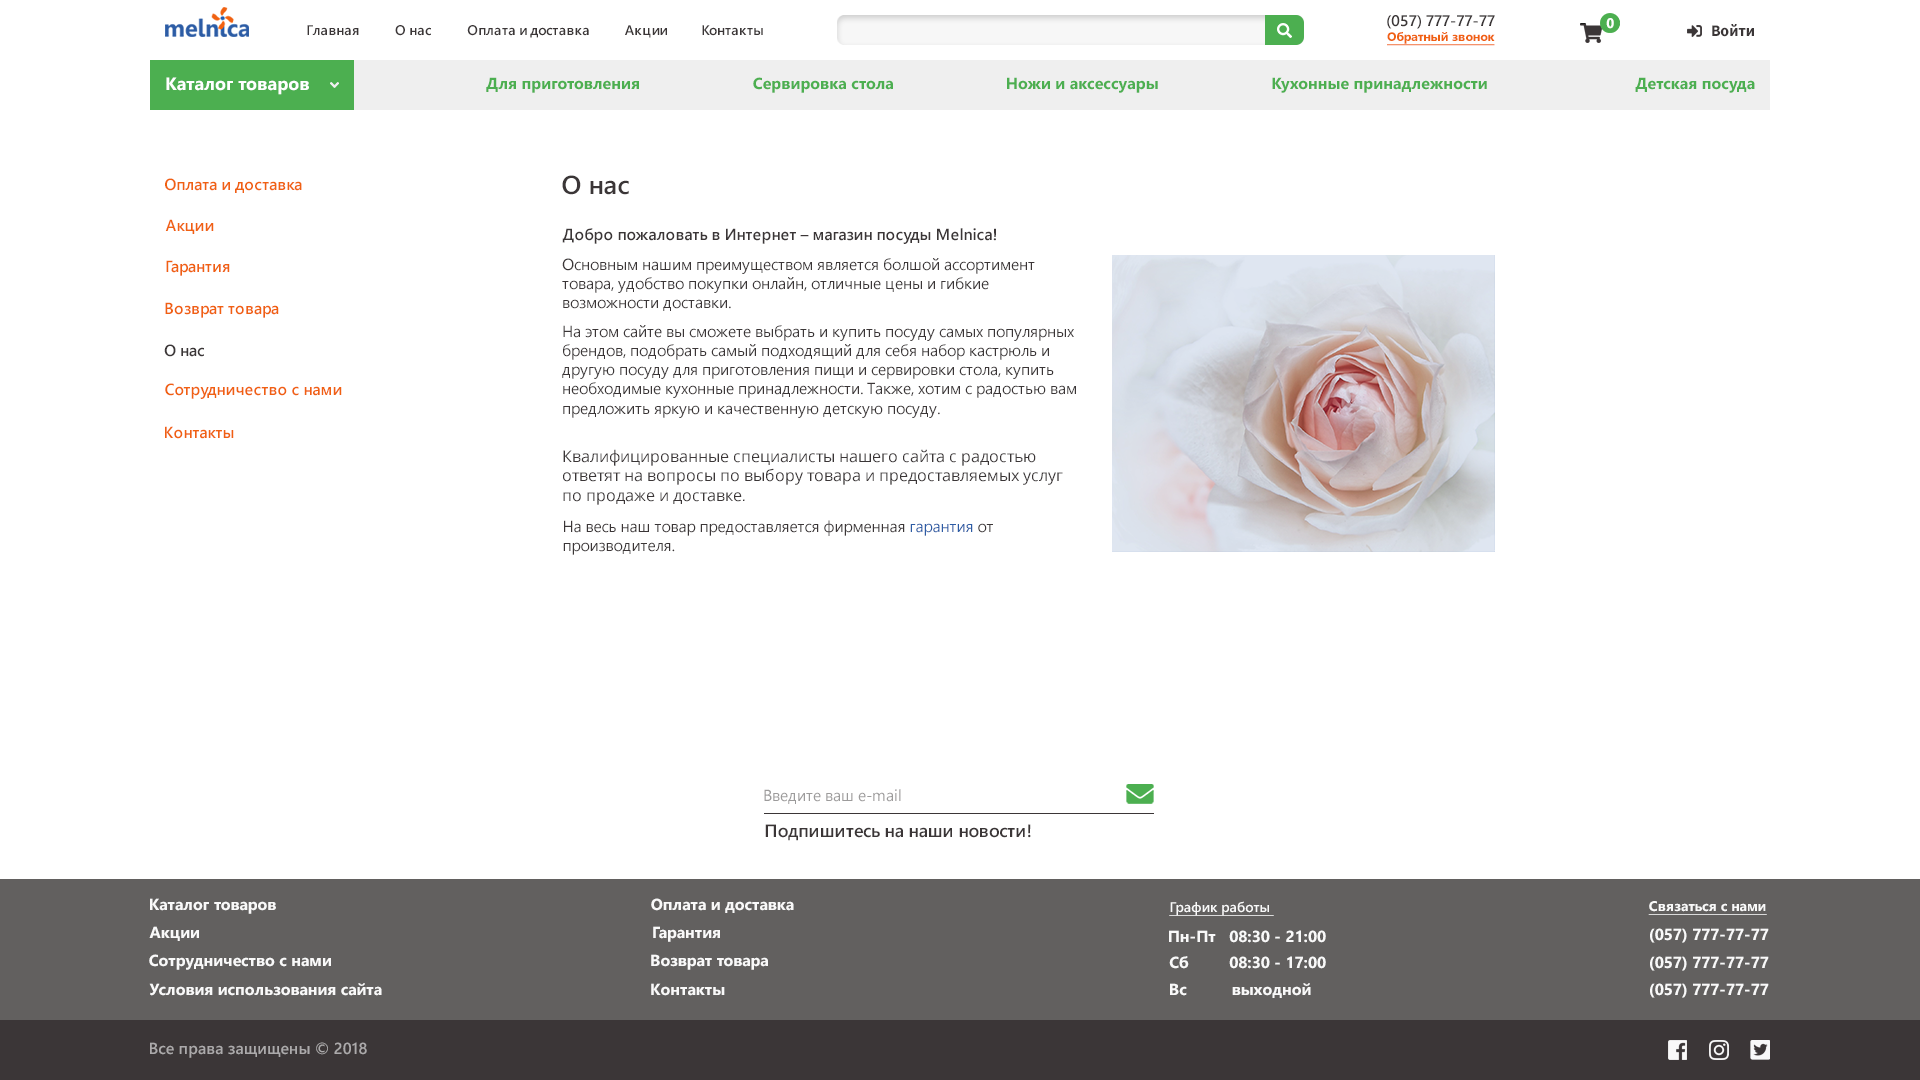 melnica
Главная О нас Оплата и доставка Акции Контакты
(057) 777-77-77
Обратный звонок
0
Войти
Каталог товаров
Для приготовления Сервировка стола Ножи и аксессуары Кухонные принадлежности Детская посуда
Оплата и доставка
Акции
Гарантия
Возврат товара
О нас
Сотрудничество с нами
Контакты
О нас
Добро пожаловать в Интернет – магазин посуды Melnica!
Основным нашим преимуществом является болшой ассортимент
товара, удобство покупки онлайн, отличные цены и гибкие
возможности доставки.
На этом сайте вы сможете выбрать и купить посуду самых популярных
брендов, подобрать самый подходящий для себя набор кастрюль и
другую посуду для приготовления пищи и сервировки стола, купить
необходимые кухонные принадлежности. Также, хотим с радостью вам
предложить яркую и качественную детскую посуду.
Квалифицированные специалисты нашего сайта с радостью
ответят на вопросы по выбору товара и предоставляемых услуг
по продаже и доставке.
На весь наш товар предоставляется фирменная гарантия от
производителя.
Введите ваш e-mail
Подпишитесь на наши новости!
Каталог товаров
Акции
Сотрудничество с нами
Условия использования сайта
Оплата и доставка
Гарантия
Возврат товара
Контакты
График работы
Пн-Пт 08:30 - 21:00
Сб 08:30 - 17:00
Вс выходной
Связаться с нами
(057) 777-77-77
(057) 777-77-77
(057) 777-77-77
Все права защищены © 2018